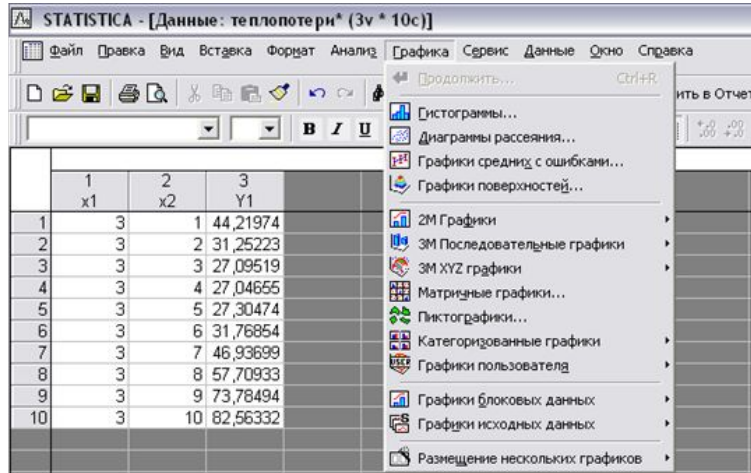 STATISTICA - [Данные: теплопотери* (3v * 10c)]
Файл Правка Вид Вставка Формат Анализ Графика Сервис Данные Окно Справка
Продолжить... Ctrl+R
ить в Отчет
B I U
Гистограммы...
Диаграммы рассеяния...
Графики средних с ошибками...
Графики поверхностей...
2М Графики
3М Последовательные графики
3М XYZ графики
Матричные графики...
Пиктографики...
Категоризованные графики
Графики пользователя
Графики блоковых данных
Графики исходных данных
Размещение нескольких графиков
1 2 3
x1 x2 Y1
1 3 1 44,21974
2 3 2 31,25223
3 3 3 27,09519
4 3 4 27,04655
5 3 5 27,30474
6 3 6 31,76854
7 3 7 46,93699
8 3 8 57,70933
9 3 9 73,78494
10 3 10 82,56332